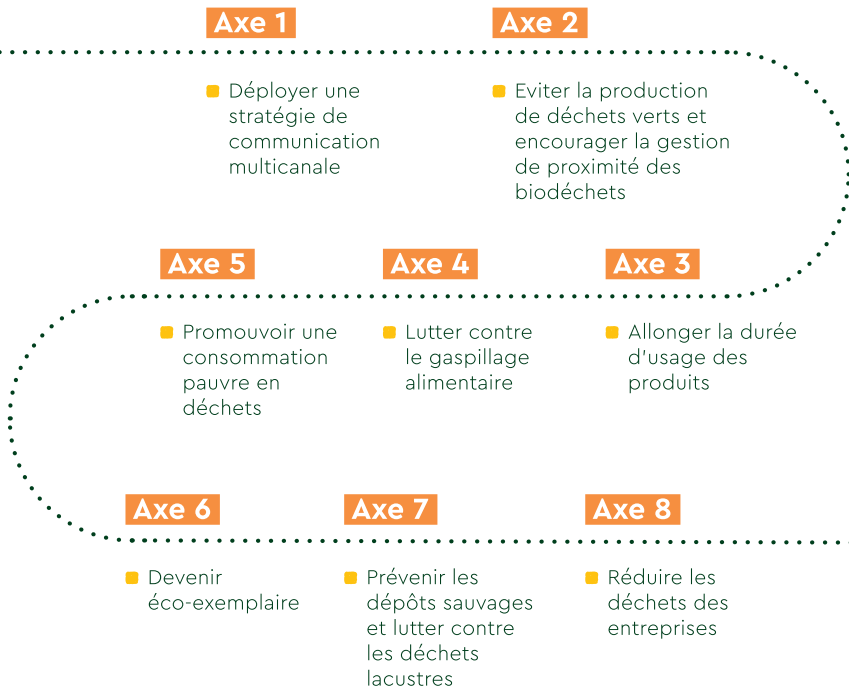 Axe 1
Déployer une
stratégie de
communication
multicanale
Axe 2
Eviter la production
de déchets verts et
encourager la gestion
de proximité des
biodéchets
Axe 3
Allonger la durée
d'usage des
produits
Axe 4
Lutter contre
le gaspillage
alimentaire
Axe 5
Promouvoir une
consommation
pauvre en
déchets
Axe 6
Devenir
éco-exemplaire
Axe 7
Prévenir les
dépôts sauvages
et lutter contre
les déchets
lacustres
Axe 8
Réduire les
déchets des
entreprises